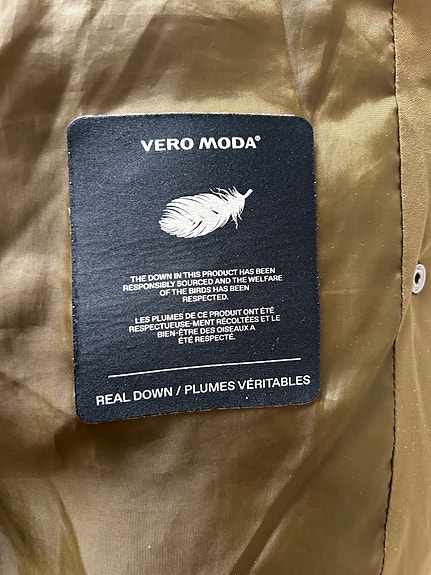 VERO MODA®
THE DOWN IN THIS PRODUCT HAS BEEN
RESPONSIBLY SOURCED AND THE WELFARE
OF THE BIRDS HAS BEEN
RESPECTED.
LES PLUMES DE CE PRODUIT ONT ÉTÉ
RESPECTUEUSE-MENT RÉCOLTÉES ET LE
BIEN-ÊTRE DES OISEAUX A
ÉTÉ RESPECTÉ.
REAL DOWN / PLUMES VÉRITABLES